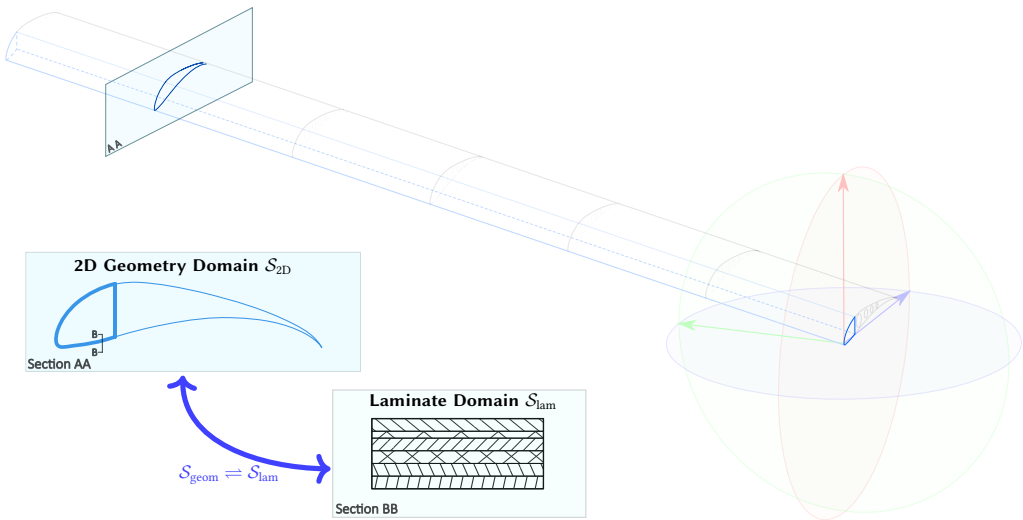 A A
2D Geometry Domain 𝒮2D
B
B
Section AA
Laminate Domain 𝒮lam
𝒮geom ⇌ 𝒮lam
Section BB